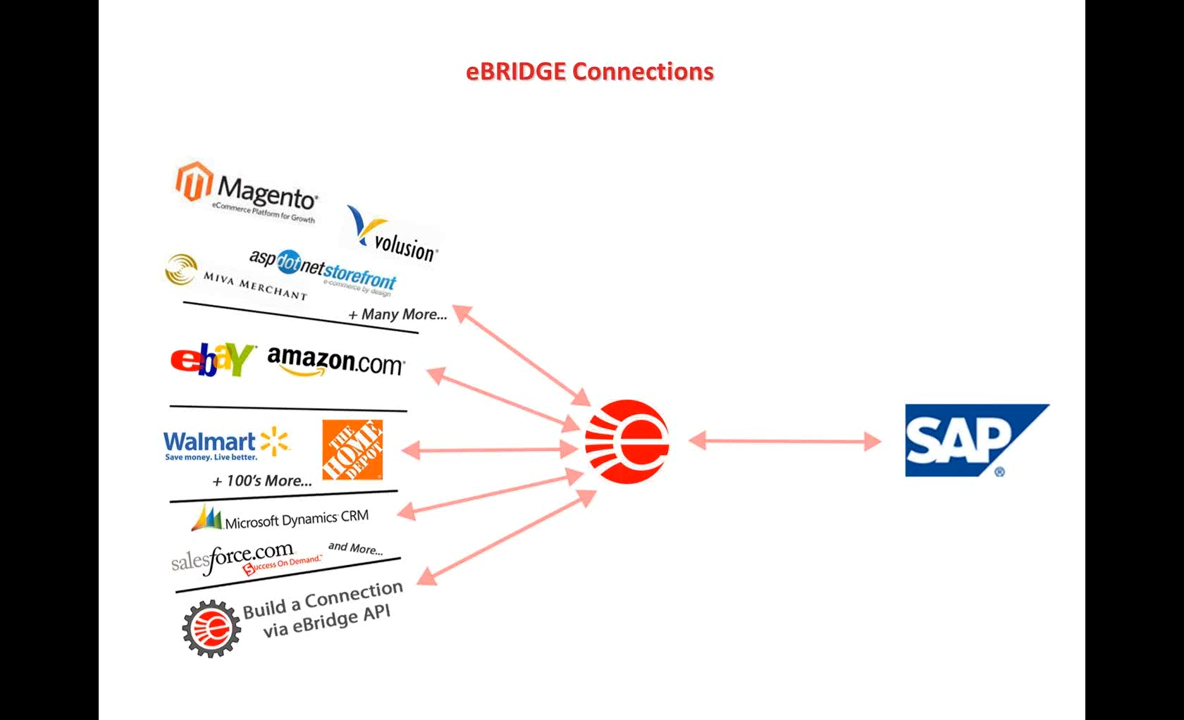 eBRIDGE Connections
Magento®
eCommerce Platform for Growth
volusion®
aspdotnetstorefront
e-commerce by design
MIVA MERCHANT
+ Many More...
ebaY™
amazon.com®
Walmart
Save money. Live better.
THE
HOME
DEPOT
+ 100's More...
Microsoft Dynamics CRM
salesforce.com
Success On Demand.™
and More...
Build a Connection
via eBridge API
e
e
SAP®